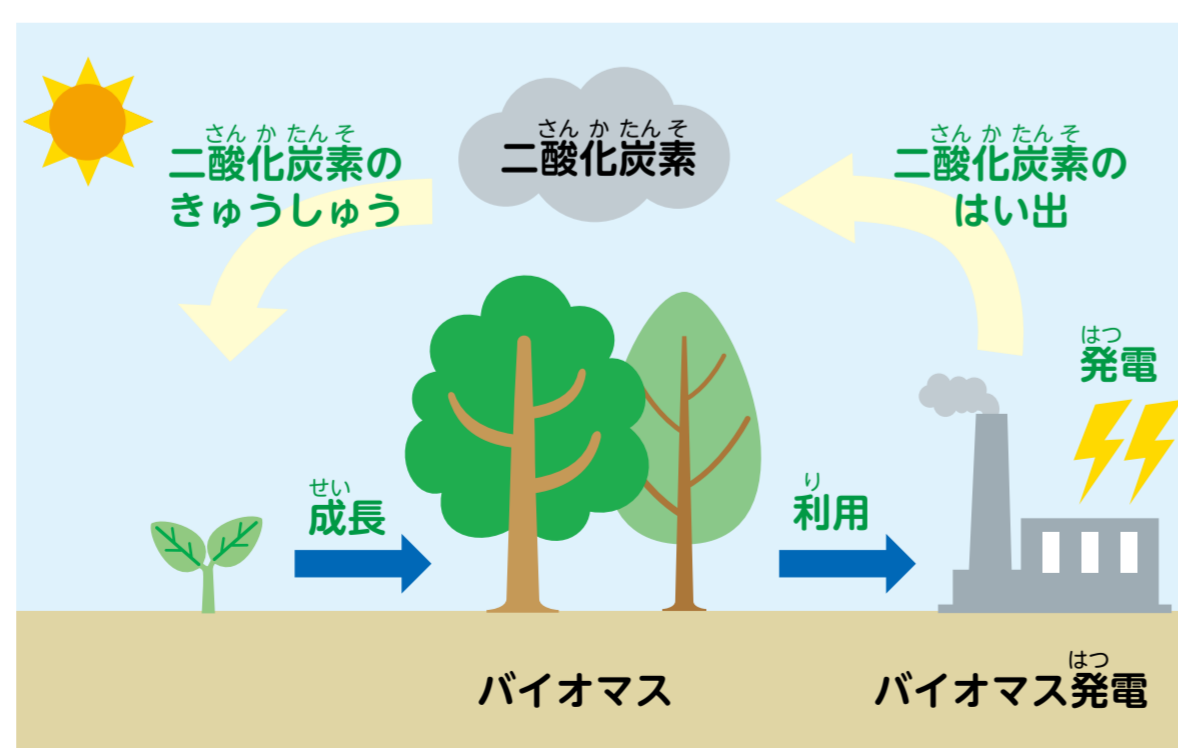 さんかたんそ
二酸化炭素の
きゅうしゅう
さんかたんそ
二酸化炭素
さんかたんそ
二酸化炭素の
はい出
はつ
発電
せい
成長
り
利用
バイオマス
はつ
バイオマス発電